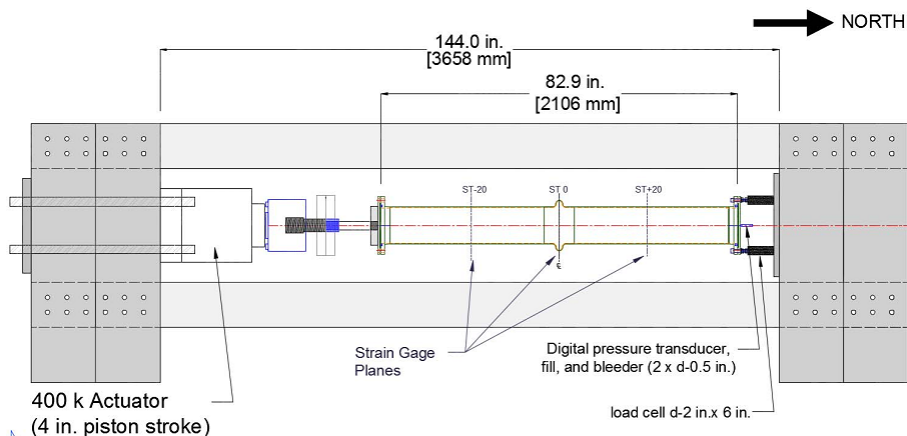 NORTH
144.0 in.
[3658 mm]
82.9 in.
[2106 mm]
ST-20
ST 0
ST+20
Strain Gage
Planes
Digital pressure transducer,
fill, and bleeder (2 x d-0.5 in.)
load cell d-2 in.x 6 in.
400 k Actuator
(4 in. piston stroke)